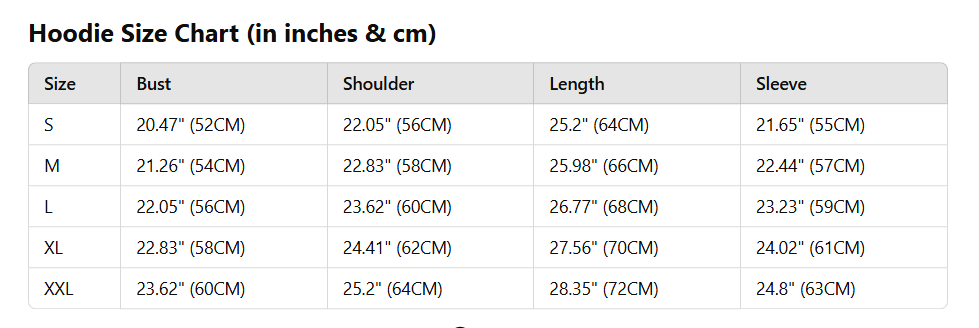 Hoodie Size Chart (in inches & cm)
Size Bust Shoulder Length Sleeve
S 20.47" (52CM) 22.05" (56CM) 25.2" (64CM) 21.65" (55CM)
M 21.26" (54CM) 22.83" (58CM) 25.98" (66CM) 22.44" (57CM)
L 22.05" (56CM) 23.62" (60CM) 26.77" (68CM) 23.23" (59CM)
XL 22.83" (58CM) 24.41" (62CM) 27.56" (70CM) 24.02" (61CM)
XXL 23.62" (60CM) 25.2" (64CM) 28.35" (72CM) 24.8" (63CM)